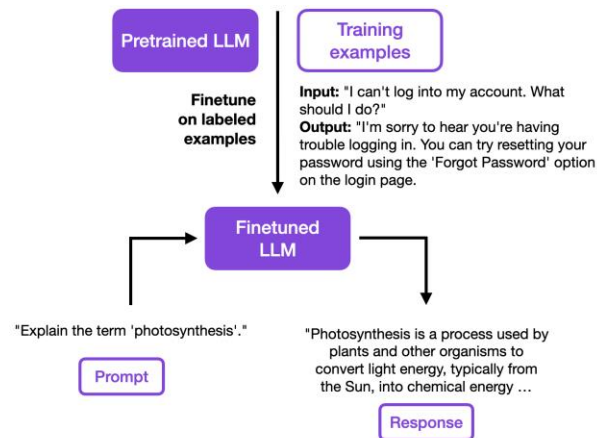 Pretrained LLM
Training
examples
Finetune
on labeled
examples
Input: "I can't log into my account. What
should I do?"
Output: "I'm sorry to hear you're having
trouble logging in. You can try resetting your
password using the 'Forgot Password' option
on the login page.
Finetuned
LLM
"Explain the term 'photosynthesis'."
Prompt
"Photosynthesis is a process used by
plants and other organisms to
convert light energy, typically from
the Sun, into chemical energy …
Response